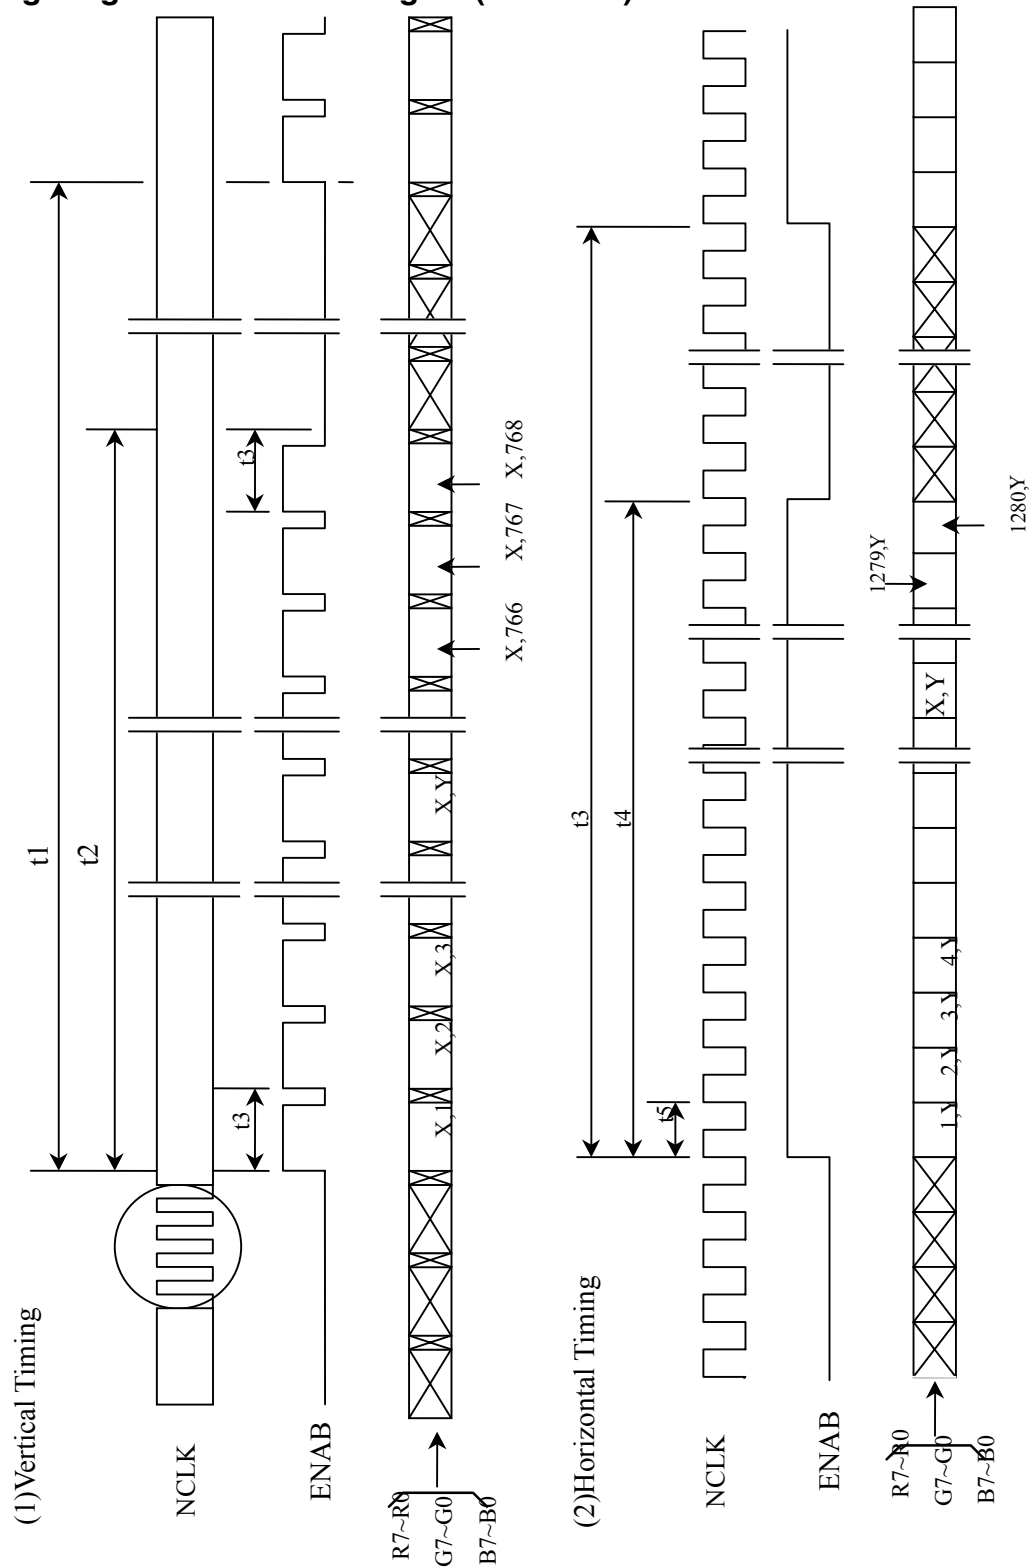 (1)Vertical Timing
t1
t2
t3
t3
NCLK
ENAB
R7~R0
G7~G0
B7~B0
X,1
X,2
X,3
X,Y
X,766
X,767
X,768
(2)Horizontal Timing
t3
t4
t5
NCLK
ENAB
R7~R0
G7~G0
B7~B0
1,Y
2,Y
3,Y
4,Y
X,Y
1279,Y
1280,Y